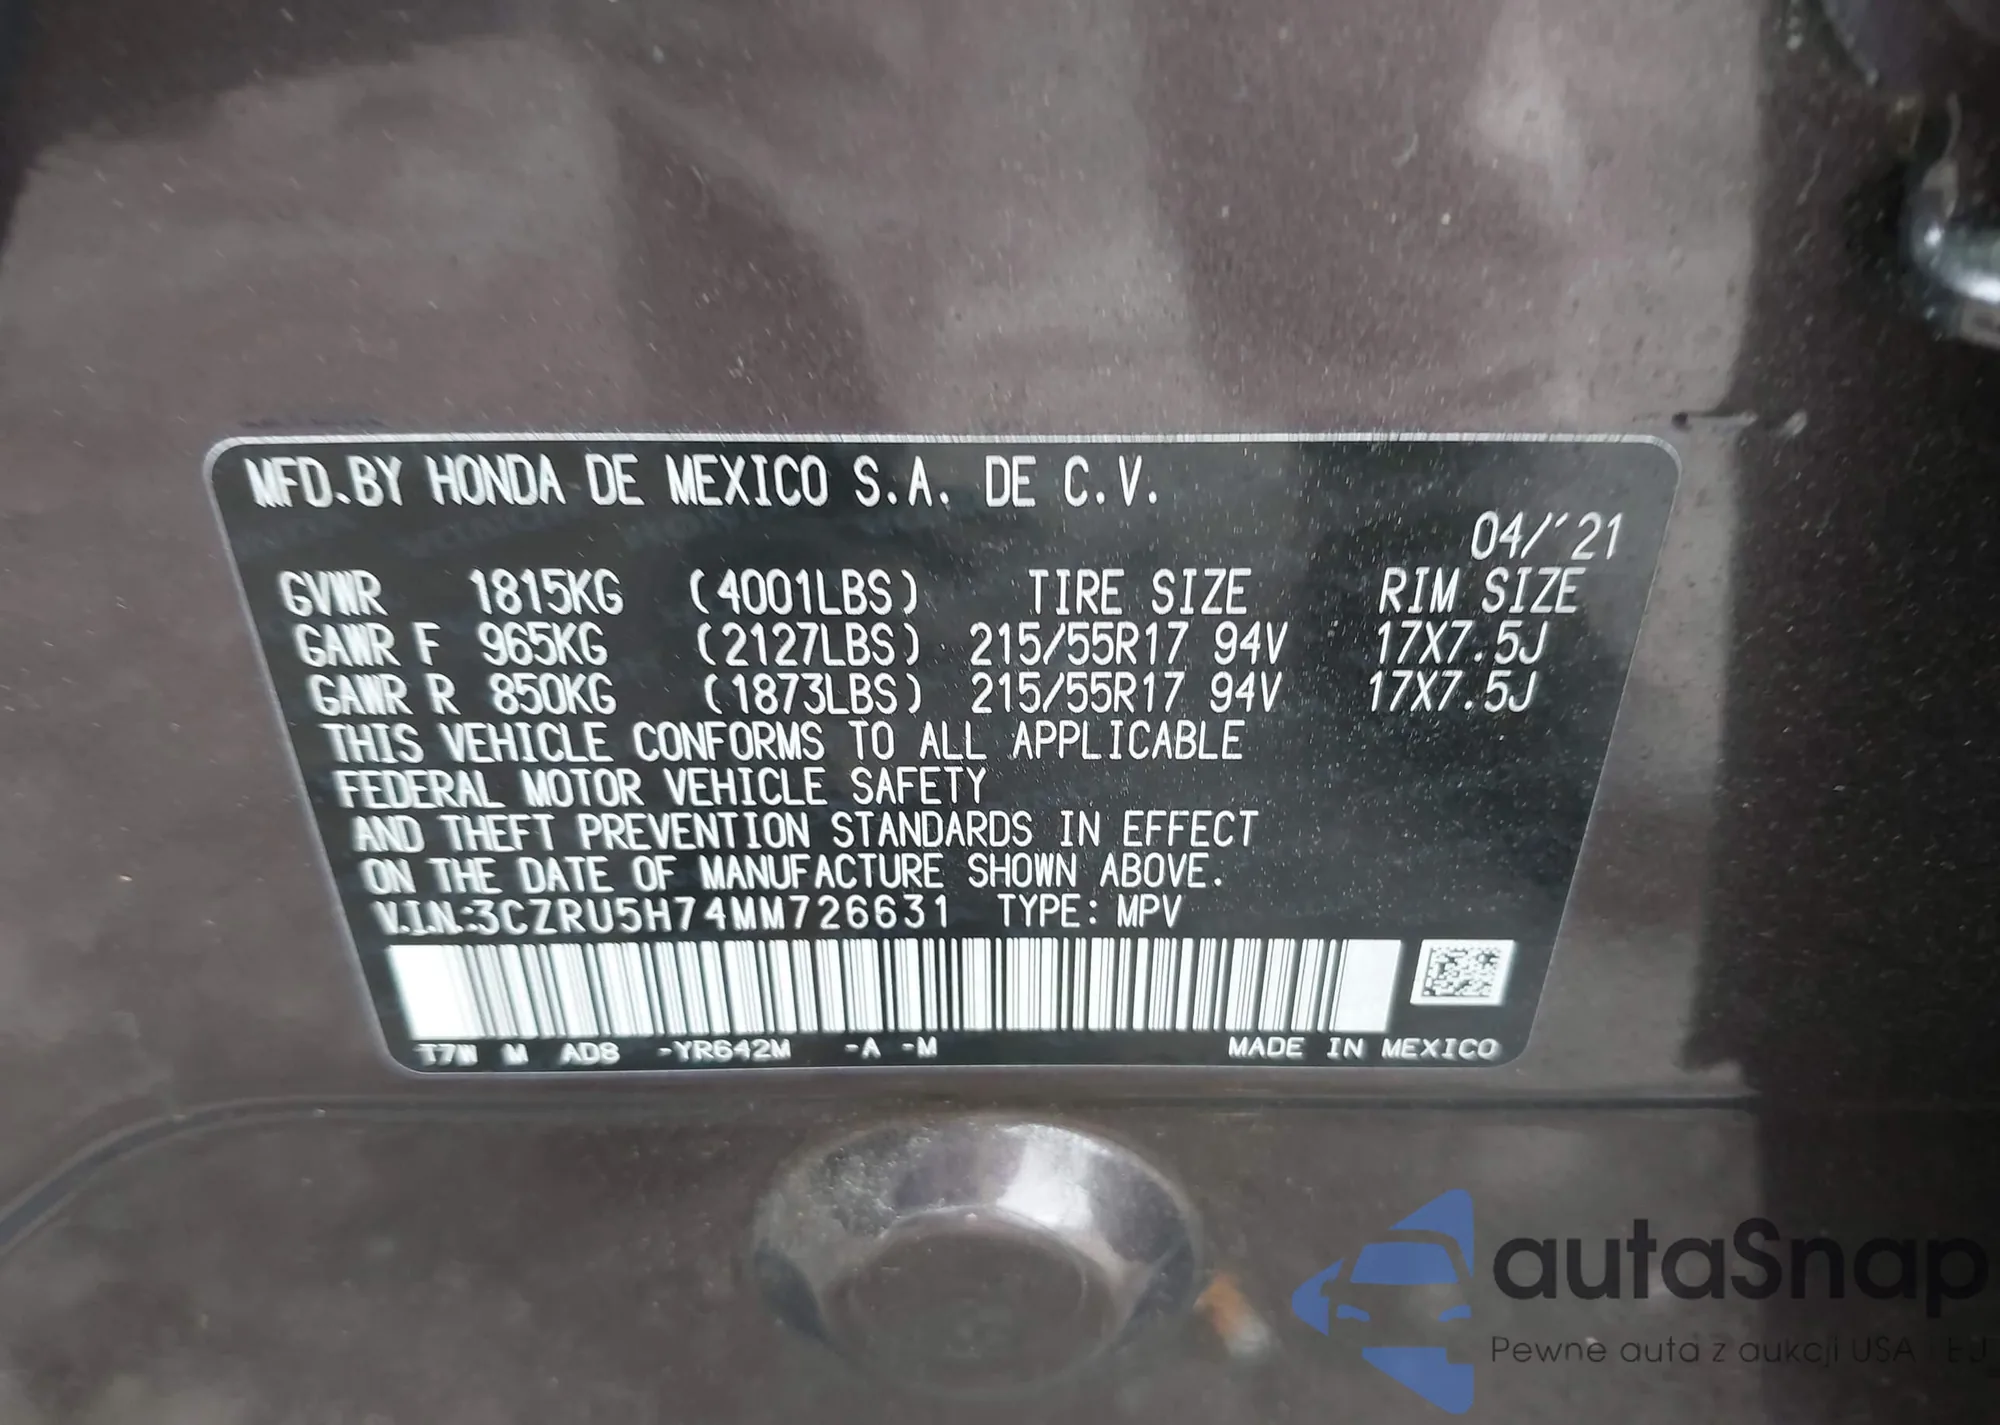 MFD.BY HONDA DE MEXICO S.A. DE C.V.
04/'21
GVWR 1815KG (4001LBS) TIRE SIZE RIM SIZE
GAWR F 965KG (2127LBS) 215/55R17 94V 17X7.5J
GAWR R 850KG (1873LBS) 215/55R17 94V 17X7.5J
THIS VEHICLE CONFORMS TO ALL APPLICABLE
FEDERAL MOTOR VEHICLE SAFETY
AND THEFT PREVENTION STANDARDS IN EFFECT
ON THE DATE OF MANUFACTURE SHOWN ABOVE.
V.I.N.:3CZRU5H74MM726631 TYPE: MPV
T7W M AD8 -YR642M -A -M MADE IN MEXICO
autaSnap
Pewne auta z aukcji USA i EU